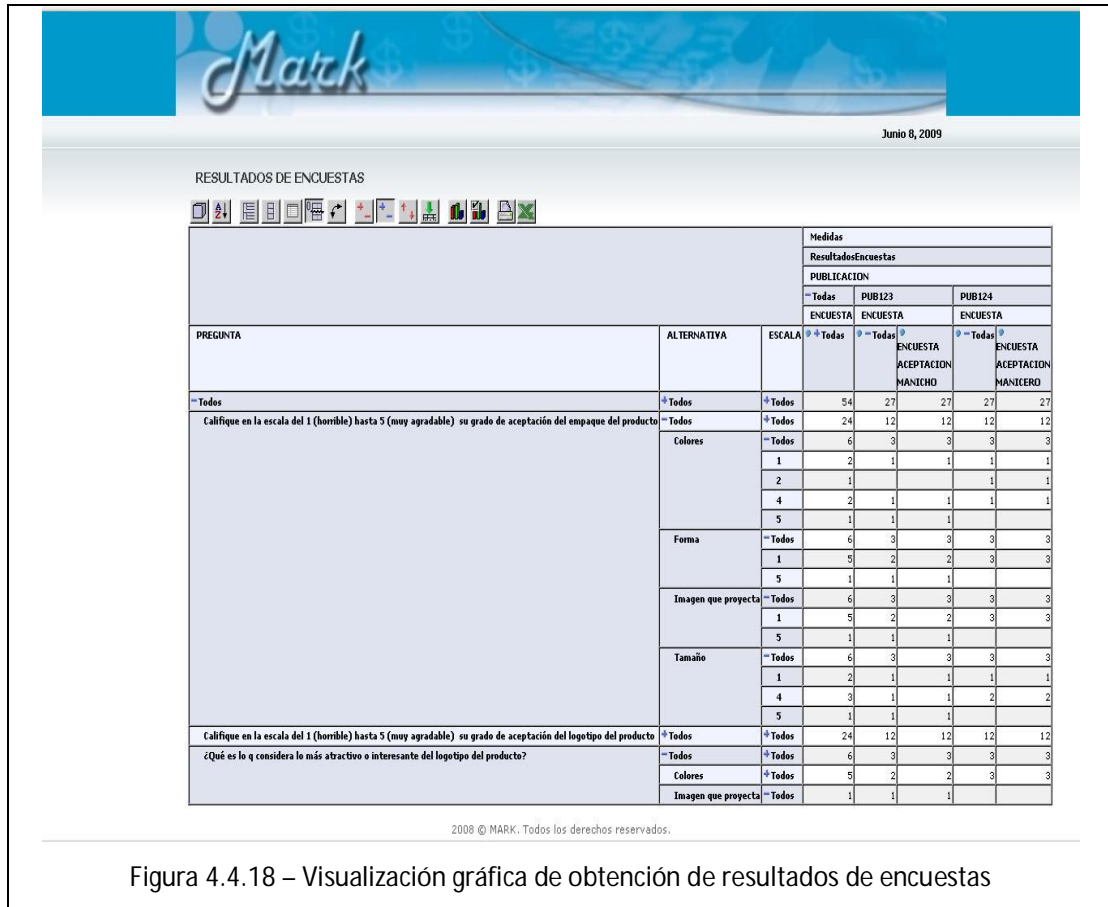 Mark
Junio 8, 2009
RESULTADOS DE ENCUESTAS
Medidas
ResultadosEncuestas
PUBLICACION
Todas PUB123 PUB124
ENCUESTA ENCUESTA ENCUESTA
PREGUNTA ALTERNATIVA ESCALA Todas Todas ENCUESTA ACEPTACION MANICHO Todas ENCUESTA ACEPTACION MANICERO
Todos Todos Todos 54 27 27 27 27
Califique en la escala del 1 (horrible) hasta 5 (muy agradable) su grado de aceptación del empaque del producto Todos Todos 24 12 12 12 12
Colores Todos 6 3 3 3 3
1 2 1 1 1 1
2 1 1 1
4 2 1 1 1 1
5 1 1 1
Forma Todos 6 3 3 3 3
1 5 2 2 3 3
5 1 1 1
Imagen que proyecta Todos 6 3 3 3 3
1 5 2 2 3 3
5 1 1 1
Tamaño Todos 6 3 3 3 3
1 2 1 1 1 1
4 3 1 1 2 2
5 1 1 1
Califique en la escala del 1 (horrible) hasta 5 (muy agradable) su grado de aceptación del logotipo del producto Todos Todos 24 12 12 12 12
¿Qué es lo q considera lo más atractivo o interesante del logotipo del producto? Todos Todos 6 3 3 3 3
Colores Todos 5 2 2 3 3
Imagen que proyecta Todos 1 1 1
2008 © MARK. Todos los derechos reservados.
Figura 4.4.18 – Visualización gráfica de obtención de resultados de encuestas